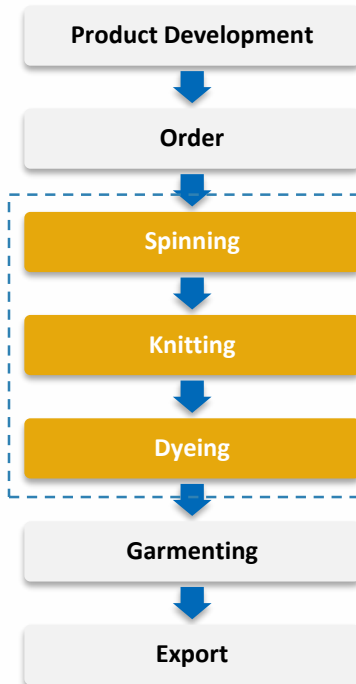 Product Development
Order
Spinning
Knitting
Dyeing
Garmenting
Export